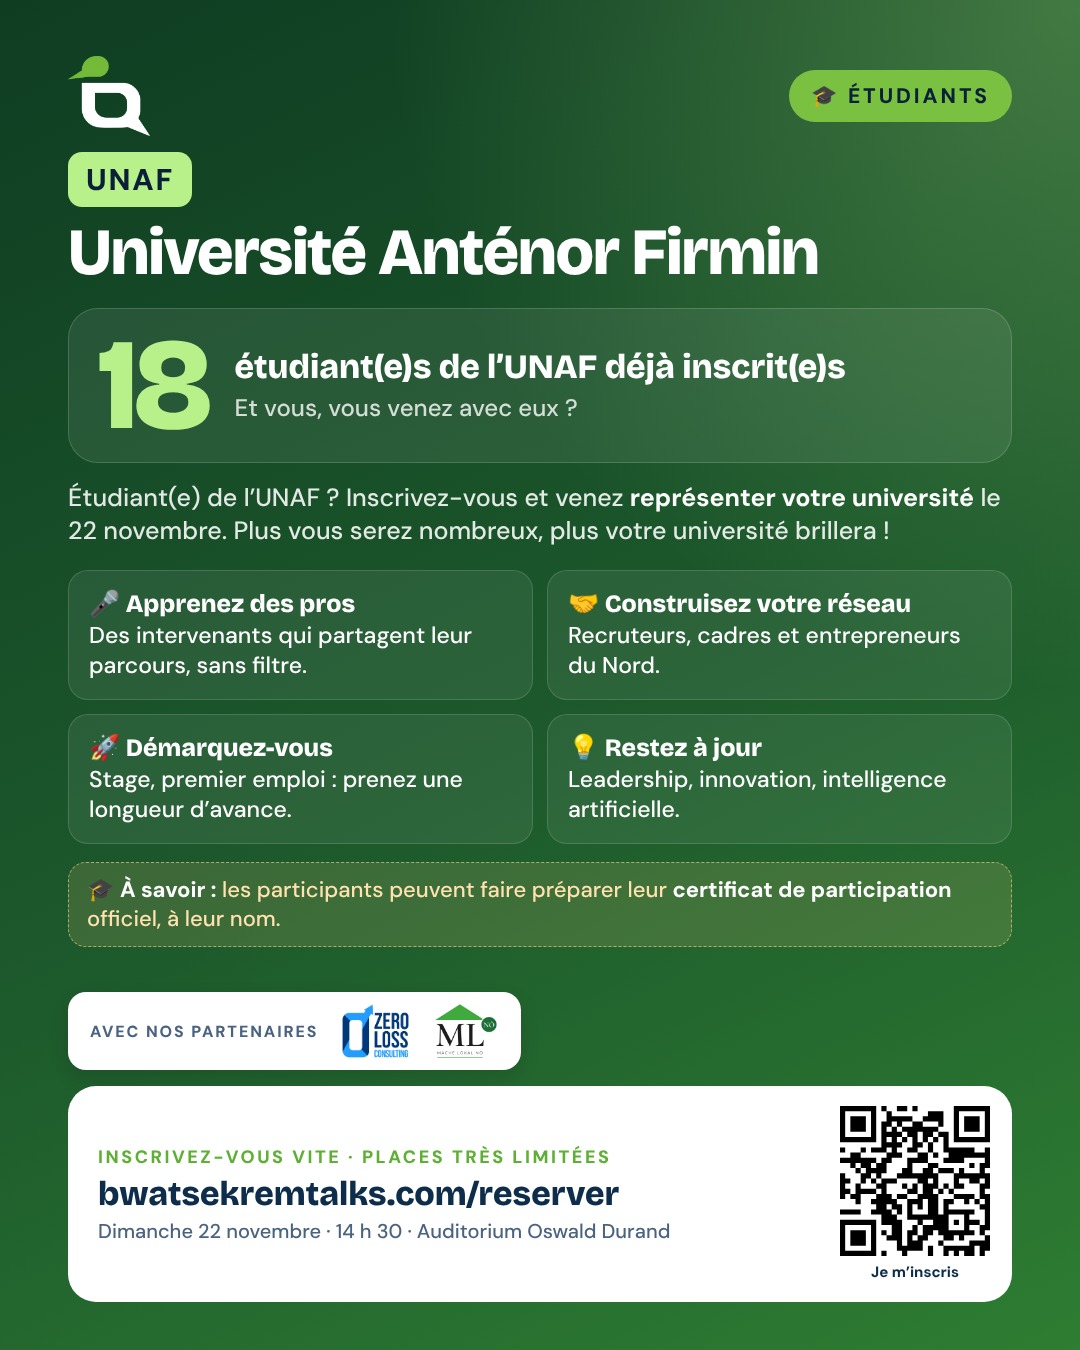 🎓 ÉTUDIANTS
UNAF
Université Anténor Firmin
18
étudiant(e)s de l’UNAF déjà inscrit(e)s
Et vous, vous venez avec eux ?
Étudiant(e) de l’UNAF ? Inscrivez-vous et venez représenter votre université le
22 novembre. Plus vous serez nombreux, plus votre université brillera !
🎤 Apprenez des pros
Des intervenants qui partagent leur
parcours, sans filtre.
🤝 Construisez votre réseau
Recruteurs, cadres et entrepreneurs
du Nord.
🚀 Démarquez-vous
Stage, premier emploi : prenez une
longueur d’avance.
💡 Restez à jour
Leadership, innovation, intelligence
artificielle.
🎓 À savoir : les participants peuvent faire préparer leur certificat de participation
officiel, à leur nom.
AVEC NOS PARTENAIRES
ZERO
LOSS
CONSULTING
ML
NO
MACHÉ LOKAL NO
INSCRIVEZ-VOUS VITE · PLACES TRÈS LIMITÉES
bwatsekremtalks.com/reserver
Dimanche 22 novembre · 14 h 30 · Auditorium Oswald Durand
Je m’inscris